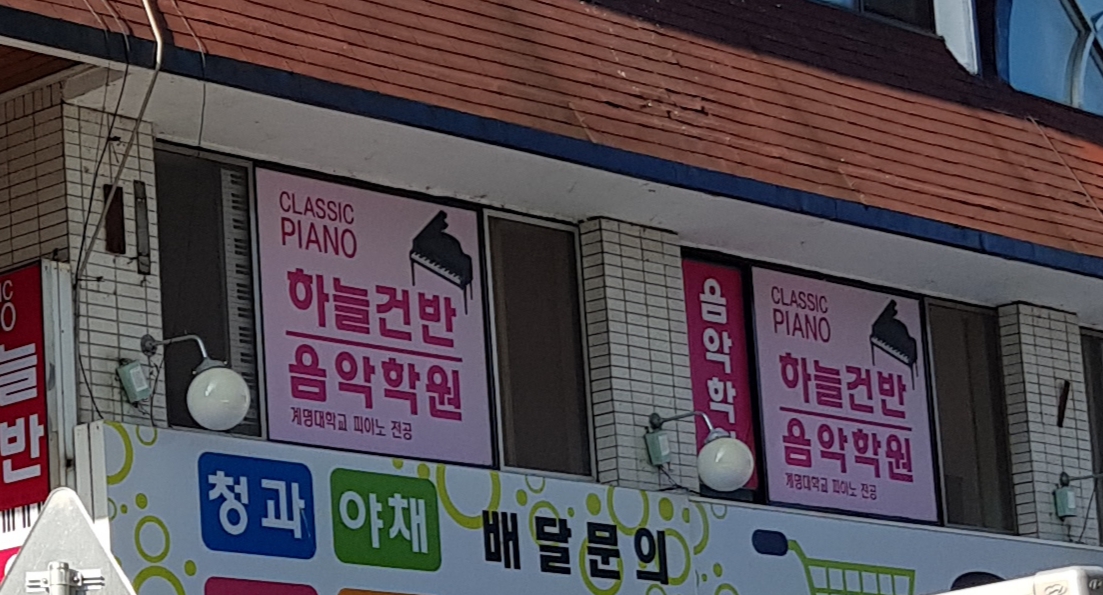 CLASSIC
PIANO
하늘건반
음악학원
계명대학교 피아노 전공
음악학
CLASSIC
PIANO
하늘건반
음악학원
계명대학교 피아노 전공
늘
반
청과 야채 배달문의